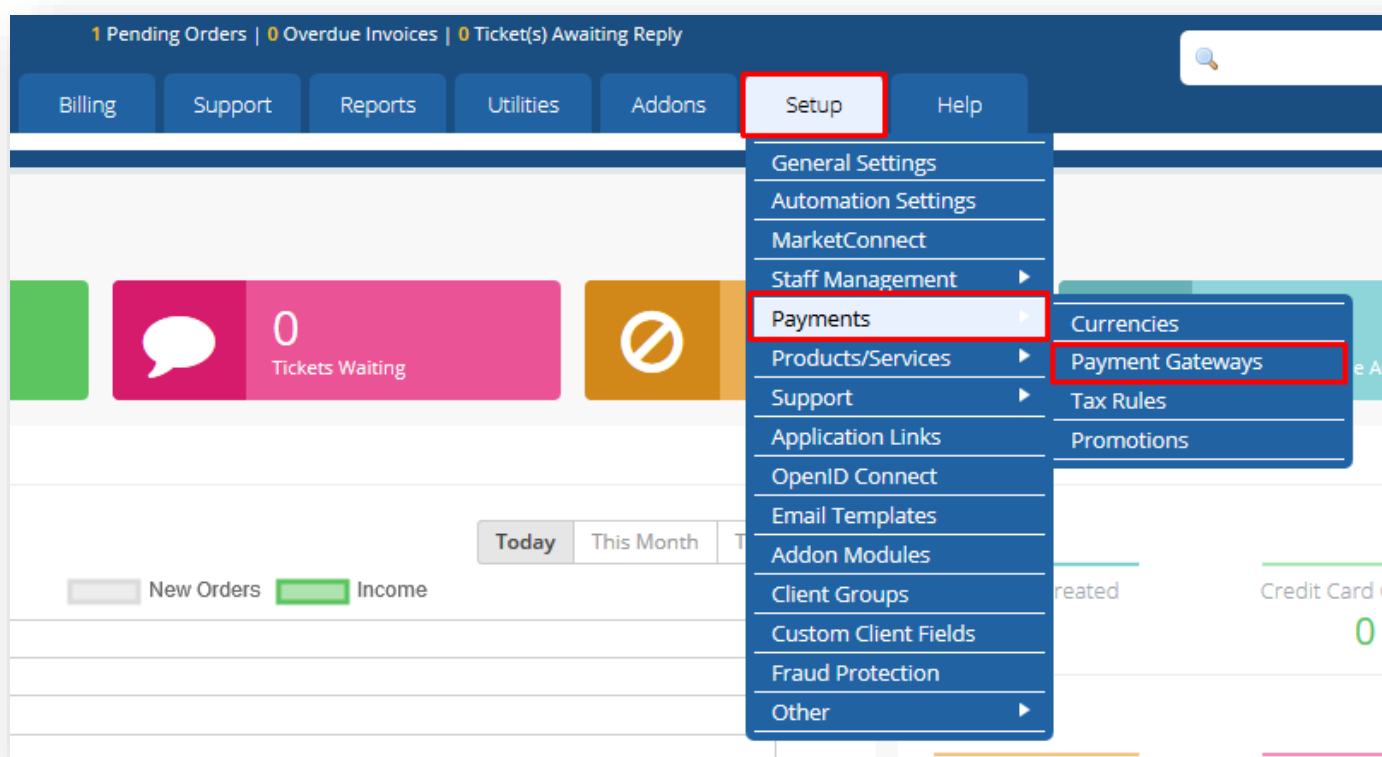 1 Pending Orders | 0 Overdue Invoices | 0 Ticket(s) Awaiting Reply
Billing Support Reports Utilities Addons Setup Help
General Settings
Automation Settings
MarketConnect
Staff Management
Payments
Products/Services
Support
Application Links
OpenID Connect
Email Templates
Addon Modules
Client Groups
Custom Client Fields
Fraud Protection
Other
Currencies
Payment Gateways
Tax Rules
Promotions
0
Tickets Waiting
Today This Month
New Orders Income
Credit Card
0